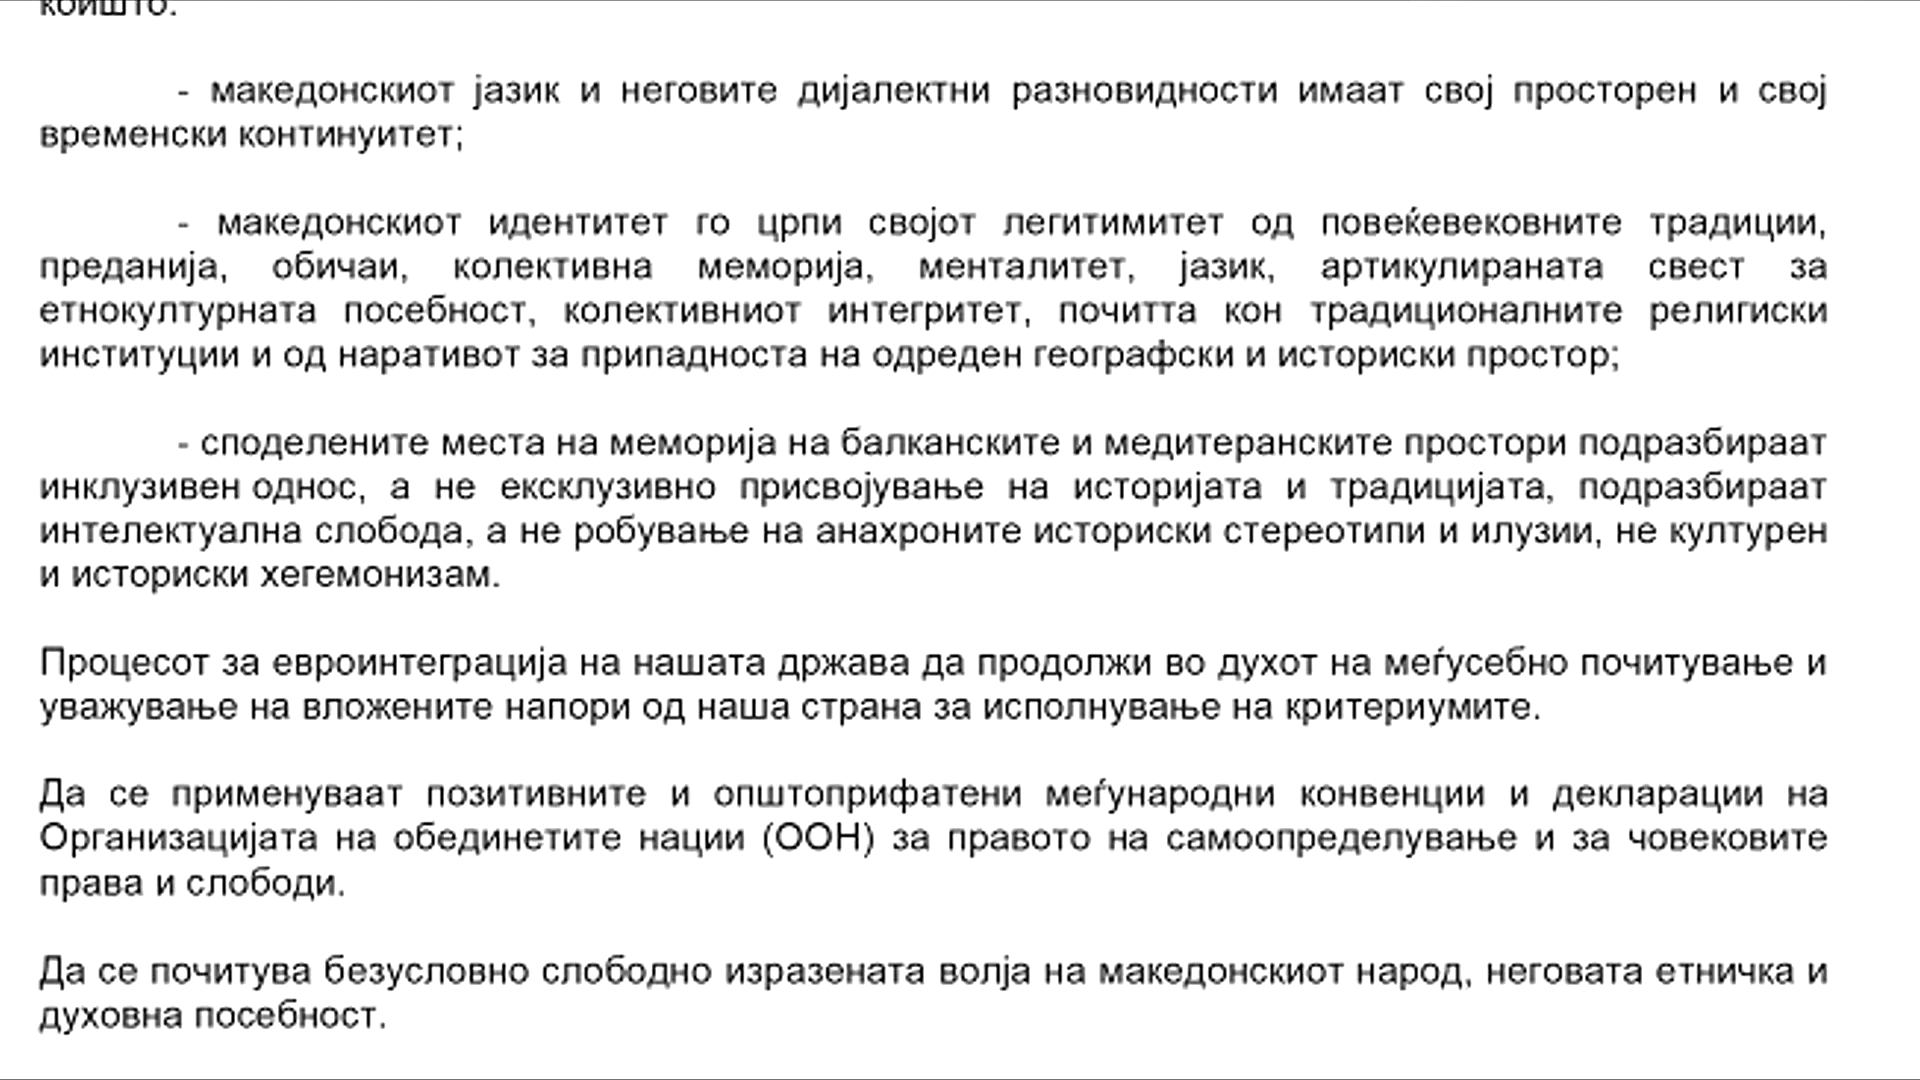 коишто:
- македонскиот јазик и неговите дијалектни разновидности имаат свој просторен и свој
временски континуитет;
- македонскиот идентитет го црпи својот легитимитет од повеќевековните традиции,
преданија, обичаи, колективна меморија, менталитет, јазик, артикулираната свест за
етнокултурната посебност, колективниот интегритет, почитта кон традиционалните религиски
институции и од наративот за припадноста на одреден географски и историски простор;
- споделените места на меморија на балканските и медитеранските простори подразбираат
инклузивен однос, а не ексклузивно присвојување на историјата и традицијата, подразбираат
интелектуална слобода, а не робување на анахроните историски стереотипи и илузии, не културен
и историски хегемонизам.
Процесот за евроинтеграција на нашата држава да продолжи во духот на меѓусебно почитување и
уважување на вложените напори од наша страна за исполнување на критериумите.
Да се применуваат позитивните и општоприфатени меѓународни конвенции и декларации на
Организацијата на обединетите нации (ООН) за правото на самоопределување и за човековите
права и слободи.
Да се почитува безусловно слободно изразената волја на македонскиот народ, неговата етничка и
духовна посебност.